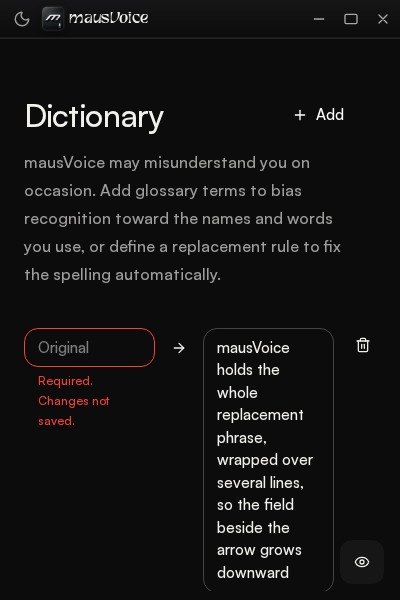 mausVoice
Dictionary
Add
mausVoice may misunderstand you on
occasion. Add glossary terms to bias
recognition toward the names and words
you use, or define a replacement rule to fix
the spelling automatically.
Original
Required.
Changes not
saved.
mausVoice
holds the
whole
replacement
phrase,
wrapped over
several lines,
so the field
beside the
arrow grows
downward